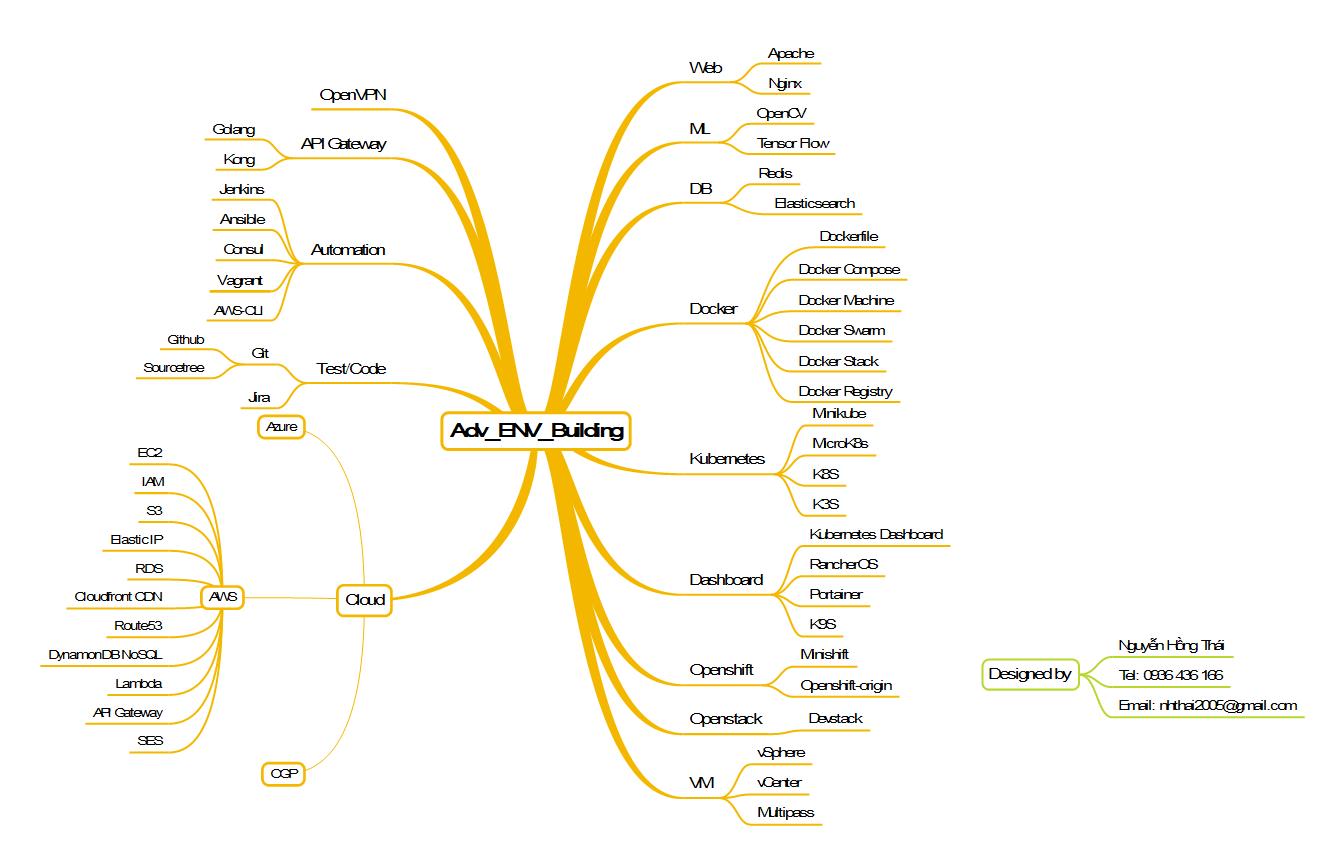 Adv_ENV_Building
OpenVPN
API Gateway
Golang
Kong
Automation
Jenkins
Ansible
Consul
Vagrant
AWS-CLI
Test/Code
Git
Github
Sourcetree
Jira
Cloud
Azure
AWS
EC2
IAM
S3
Elastic IP
RDS
Cloudfront CDN
Route53
DynamonDB NoSQL
Lambda
API Gateway
SES
CGP
Web
Apache
Nginx
ML
OpenCV
Tensor Flow
DB
Redis
Elasticsearch
Docker
Dockerfile
Docker Compose
Docker Machine
Docker Swarm
Docker Stack
Docker Registry
Kubernetes
Minikube
MicroK8s
K8S
K3S
Dashboard
Kubernetes Dashboard
RancherOS
Portainer
K9S
Openshift
Minishift
Openshift-origin
Openstack
Devstack
VM
vSphere
vCenter
Multipass
Designed by
Nguyễn Hồng Thái
Tel: 0936 436 166
Email: nhthai2005@gmail.com